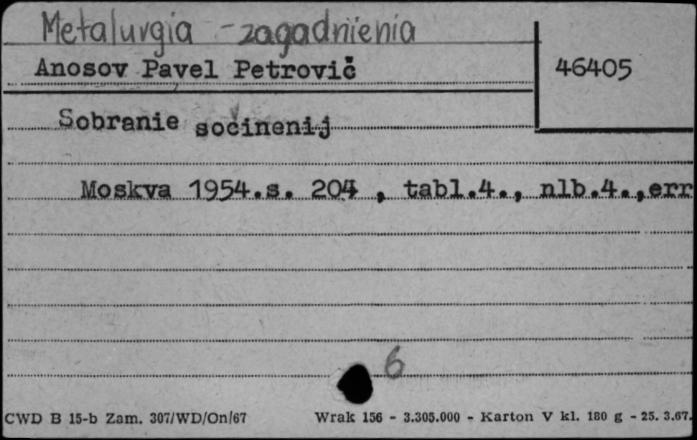 Metalurgia - zagadnienia
Anosov Pavel Petrovič
46405
Sobranie sočinenij
Moskva 1954.s. 204 , tabl.4., nlb.4.,err
6
CWD B 15-b Zam. 307/WD/On/67 Wrak 156 - 3.305.000 - Karton V kl. 180 g - 25. 3.67.